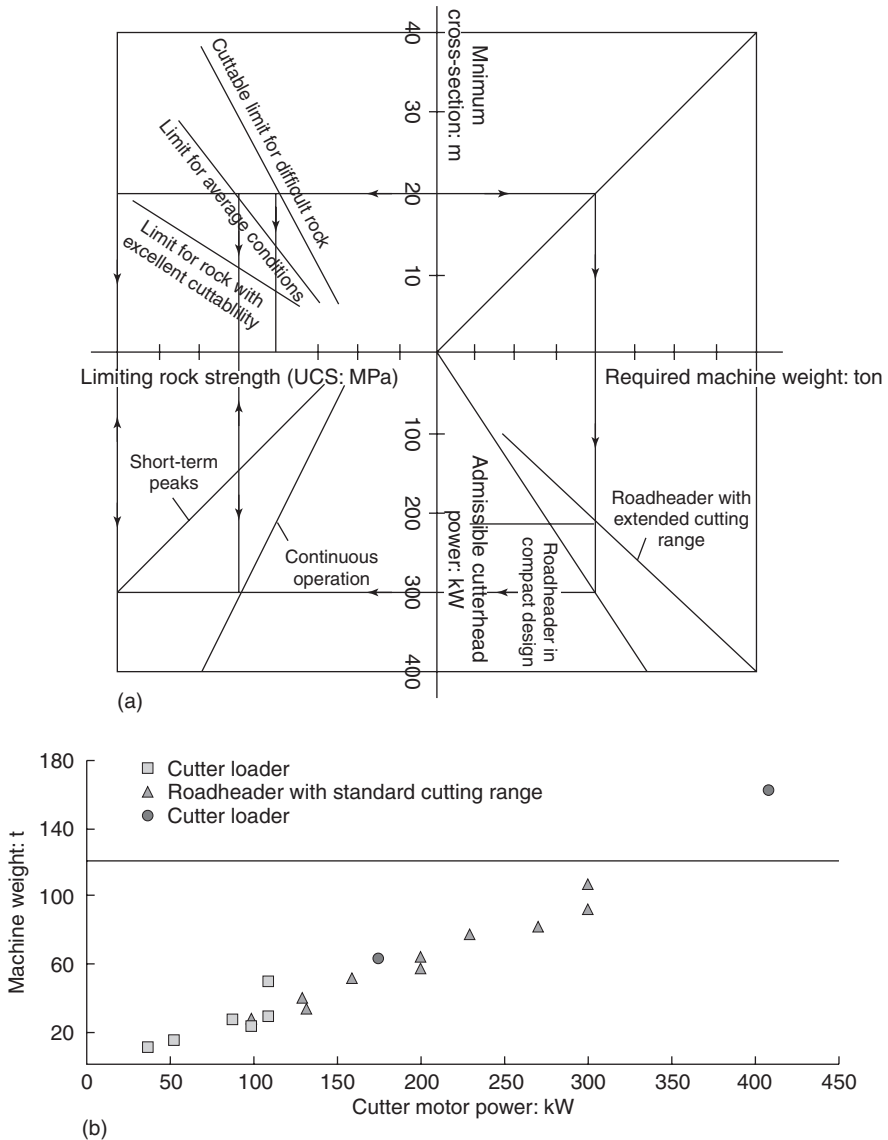 40
30
20
10
Mnimum
cross-section: m
Cuttable limit for difficult rock
Limit for average conditions
Limit for rock with
excellent cuttablility
Limiting rock strength (UCS: MPa)
Required machine weight: ton
100
200
300
400
Admissible cutterhead
power: kW
Short-term
peaks
Continuous
operation
Roadheader in
compact design
Roadheader with
extended cutting
range
(a)
180
140
100
60
20
Machine weight: t
Cutter loader
Roadheader with standard cutting range
Cutter loader
0 50 100 150 200 250 300 350 400 450
Cutter motor power: kW
(b)